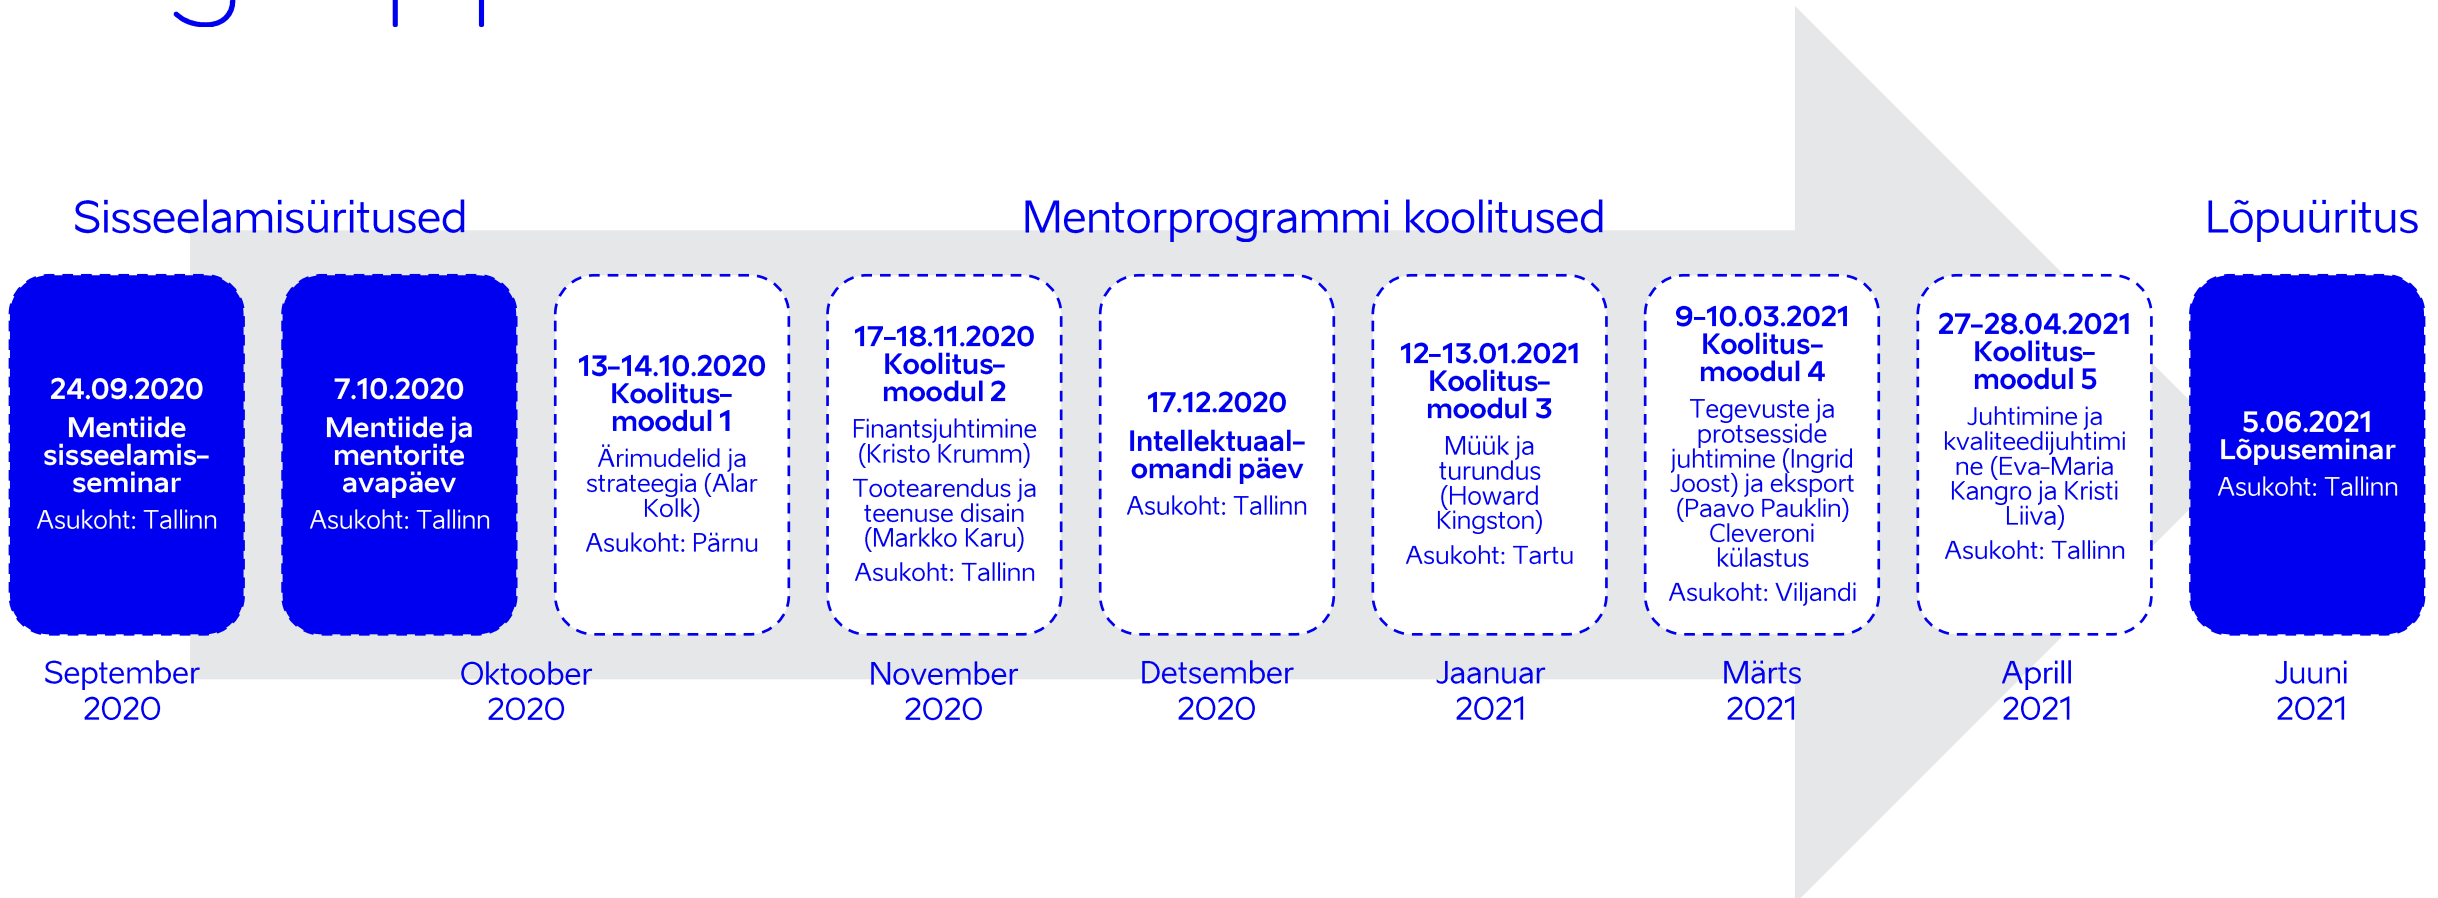 Sisseelamisüritused
Mentorprogrammi koolitused
Lõpuüritus
24.09.2020
Mentiide
sisseelamis-
seminar
Asukoht: Tallinn
7.10.2020
Mentiide ja
mentorite
avapäev
Asukoht: Tallinn
13-14.10.2020
Koolitus-
moodul 1
Ärimudelid ja
strateegia (Alar
Kolk)
Asukoht: Pärnu
17-18.11.2020
Koolitus-
moodul 2
Finantsjuhtimine
(Kristo Krumm)
Tootearendus ja
teenuse disain
(Markko Karu)
Asukoht: Tallinn
17.12.2020
Intellektuaal-
omandi päev
Asukoht: Tallinn
12-13.01.2021
Koolitus-
moodul 3
Müük ja
turundus
(Howard
Kingston)
Asukoht: Tartu
9-10.03.2021
Koolitus-
moodul 4
Tegevuste ja
protsesside
juhtimine (Ingrid
Joost) ja eksport
(Paavo Pauklin)
Cleveroni
külastus
Asukoht: Viljandi
27-28.04.2021
Koolitus-
moodul 5
Juhtimine ja
kvaliteedijuhtimi
ne (Eva-Maria
Kangro ja Kristi
Liiva)
Asukoht: Tallinn
5.06.2021
Lõpuseminar
Asukoht: Tallinn
September
2020
Oktoober
2020
November
2020
Detsember
2020
Jaanuar
2021
Märts
2021
Aprill
2021
Juuni
2021